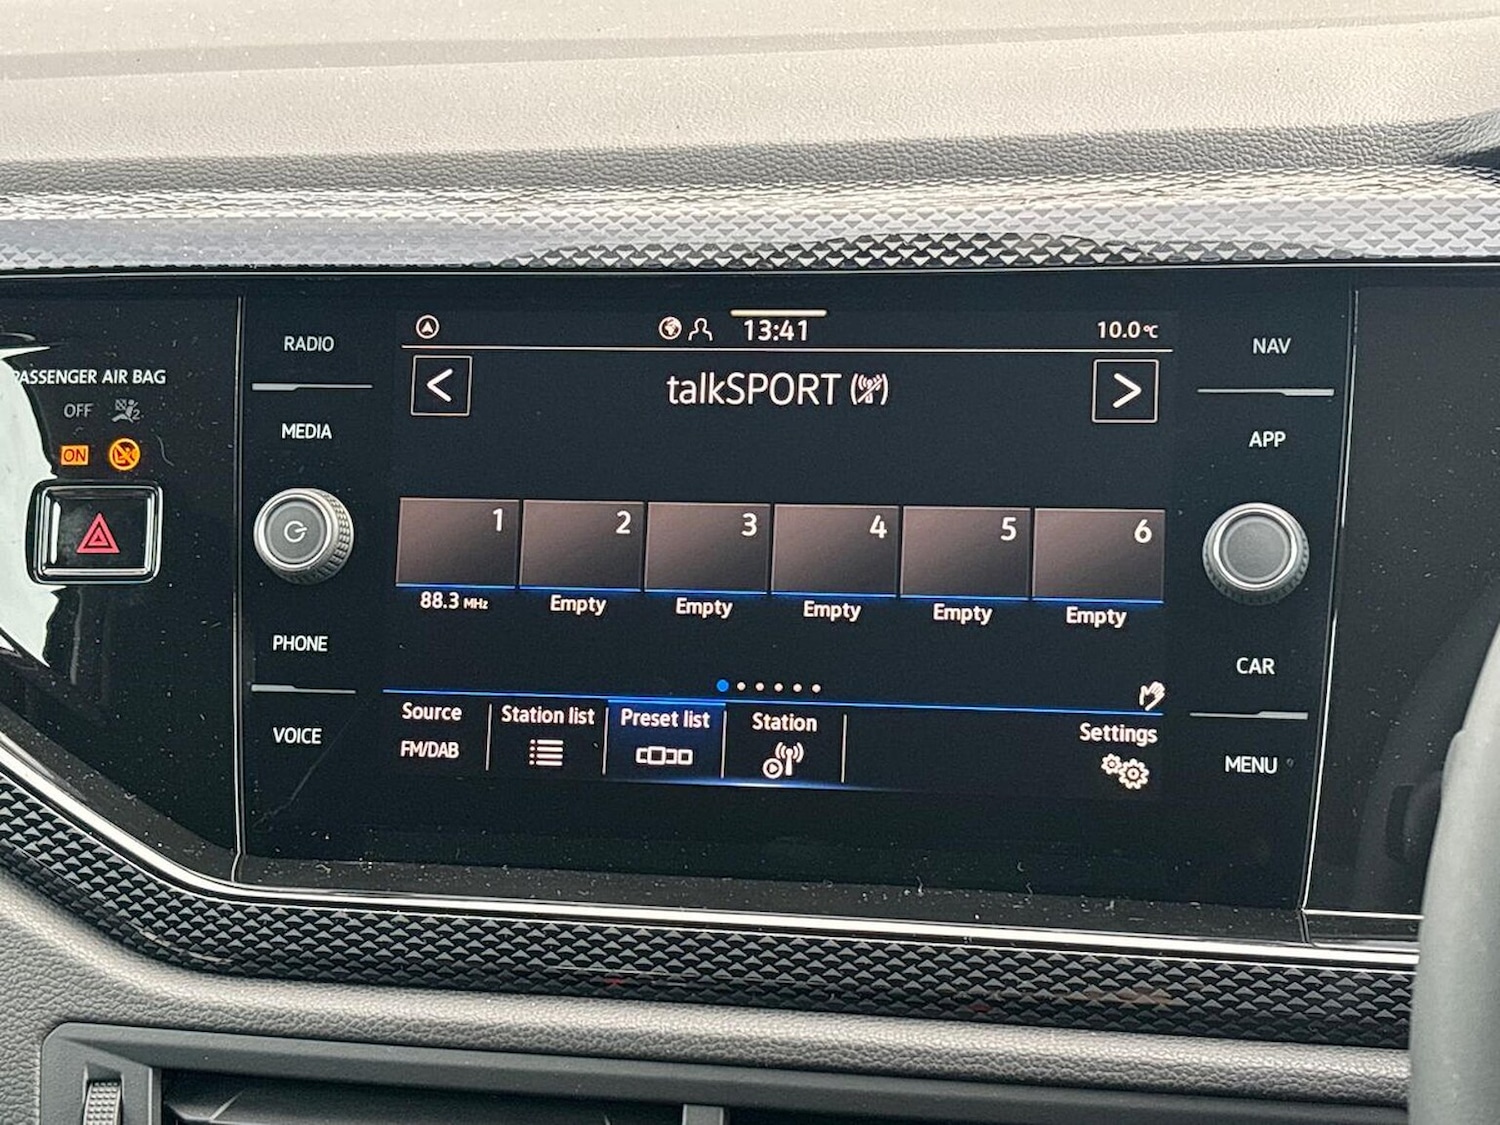 PASSENGER AIR BAG
OFF
2
ON
RADIO
MEDIA
PHONE
VOICE
13:41
10.0°C
< talkSPORT >
1 2 3 4 5 6
88.3 MHz Empty Empty Empty Empty Empty
Source Station list Preset list Station Settings
FM/DAB
NAV
APP
CAR
MENU